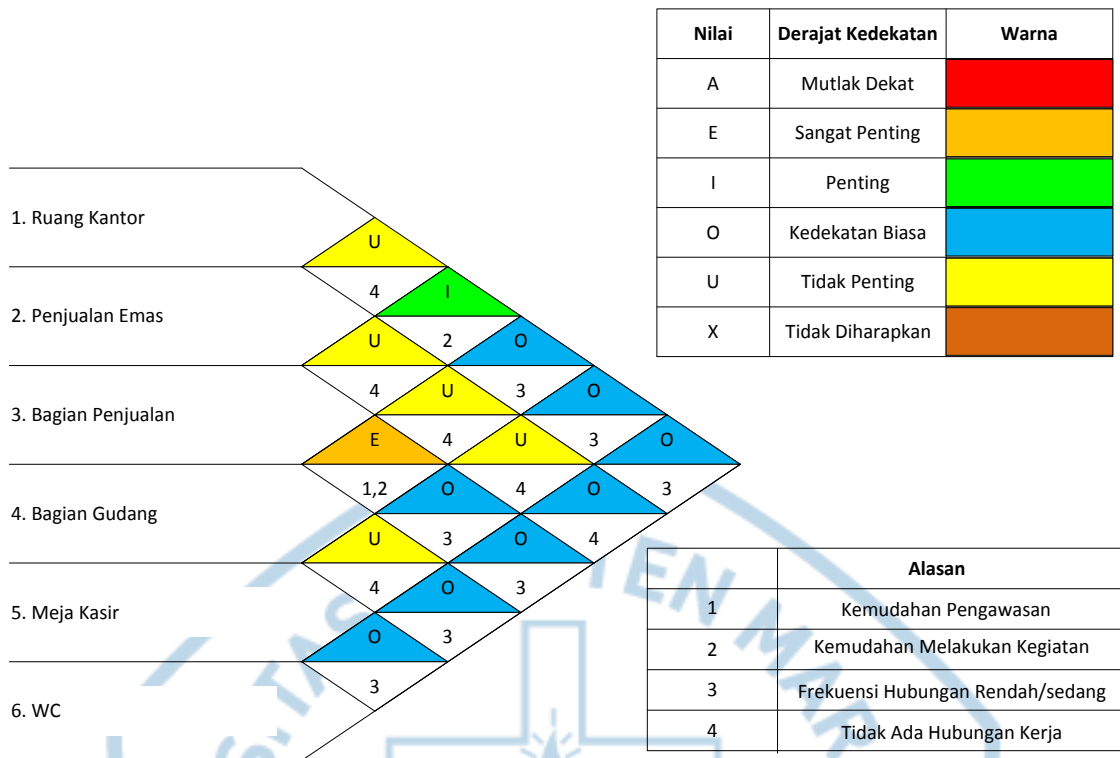 Nilai Derajat Kedekatan Warna
A Mutlak Dekat
E Sangat Penting
I Penting
O Kedekatan Biasa
U Tidak Penting
X Tidak Diharapkan
1. Ruang Kantor
U
4 I
2. Penjualan Emas
U 2 O
4 U 3 O
3. Bagian Penjualan
E 4 U 3 O
1,2 O 4 O 3
4. Bagian Gudang
U 3 O 4
4 O 3
5. Meja Kasir
O 3
3
6. WC
Alasan
1 Kemudahan Pengawasan
2 Kemudahan Melakukan Kegiatan
3 Frekuensi Hubungan Rendah/sedang
4 Tidak Ada Hubungan Kerja